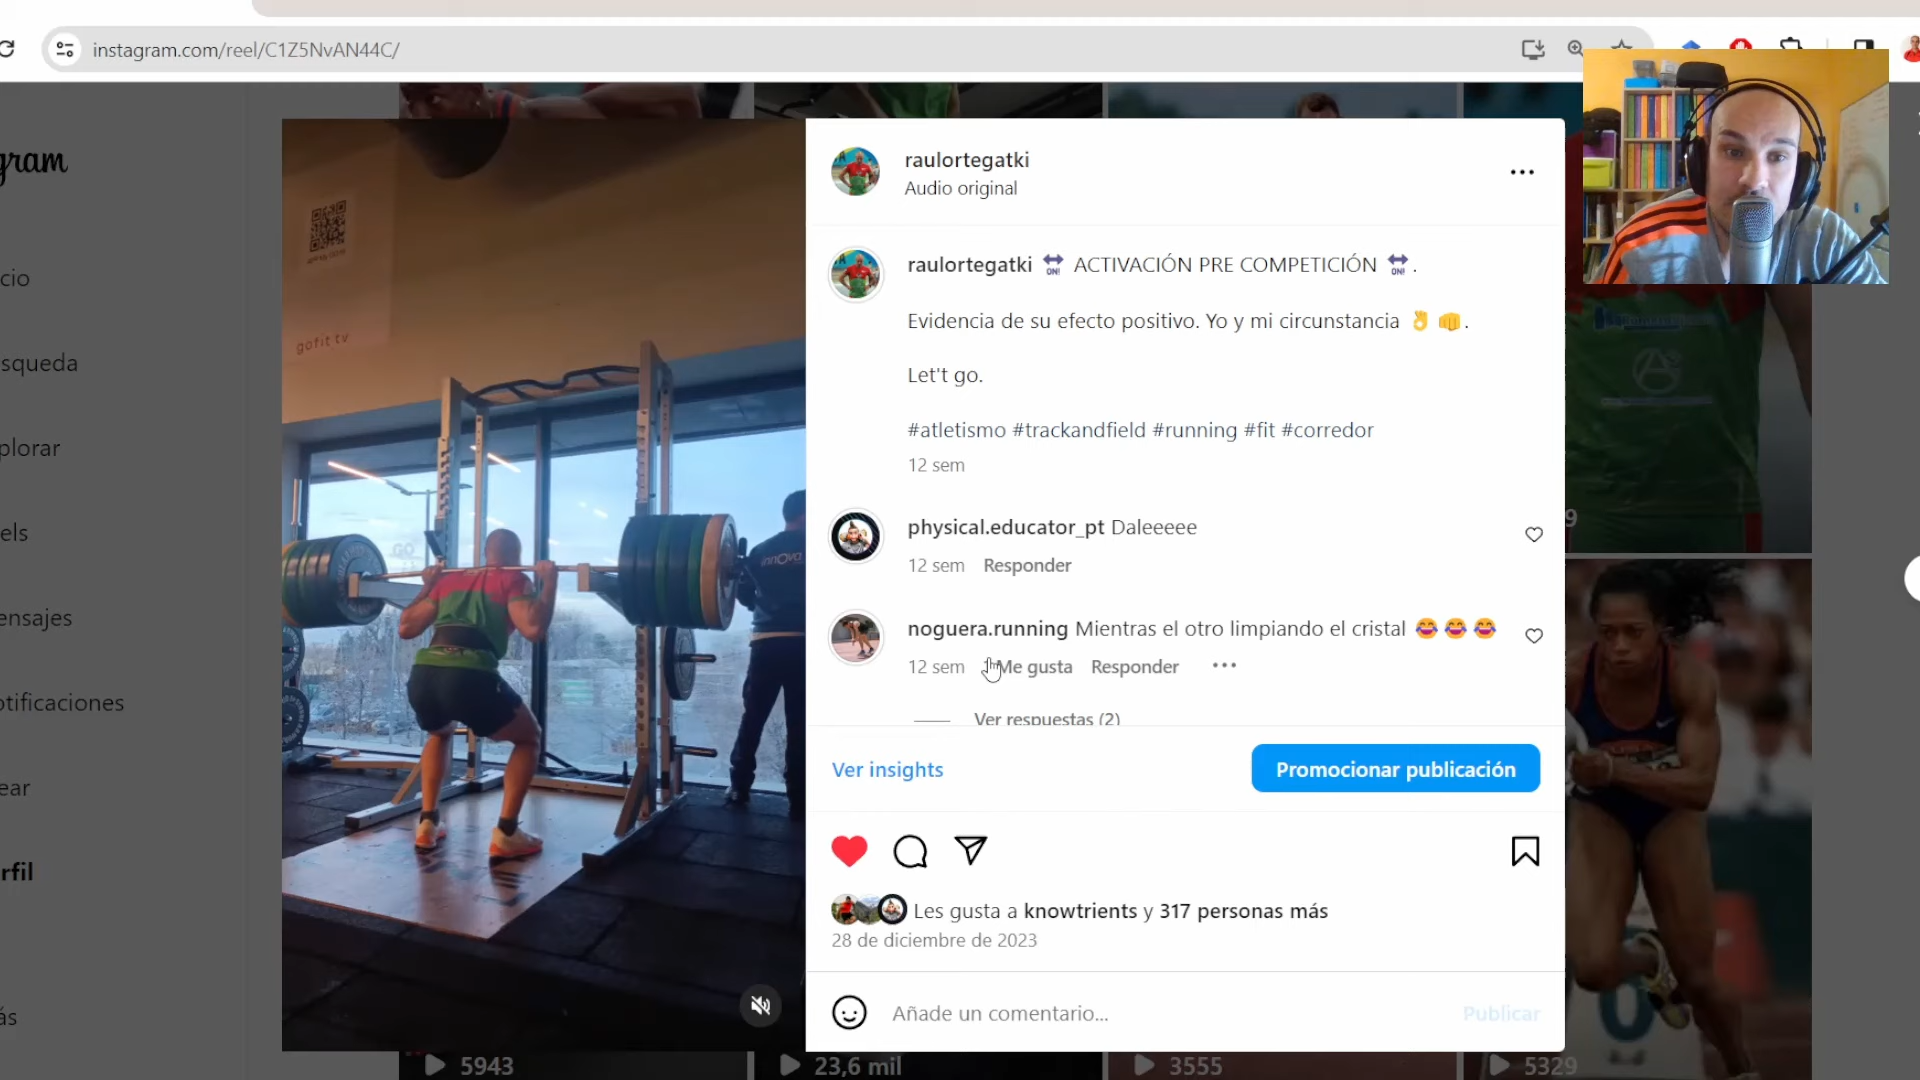 instagram.com/reel/C1Z5NvAN44C/
gram
cio
squeda
plorar
els
ensajes
otificaciones
ear
rfil
ás
gofit tv
innova
raulortegatki
Audio original
raulortegatki 🔛 ACTIVACIÓN PRE COMPETICIÓN 🔛 .
Evidencia de su efecto positivo. Yo y mi circunstancia 👌 👊 .
Let't go.
#atletismo #trackandfield #running #fit #corredor
12 sem
physical.educator_pt Daleeeee
12 sem Responder
noguera.running Mientras el otro limpiando el cristal 😂 😂 😂
12 sem Me gusta Responder •••
Ver respuestas (2)
Ver insights
Promocionar publicación
Les gusta a knowtrients y 317 personas más
28 de diciembre de 2023
Añade un comentario...
Publicar
5943
23,6 mil
3555
5329
9